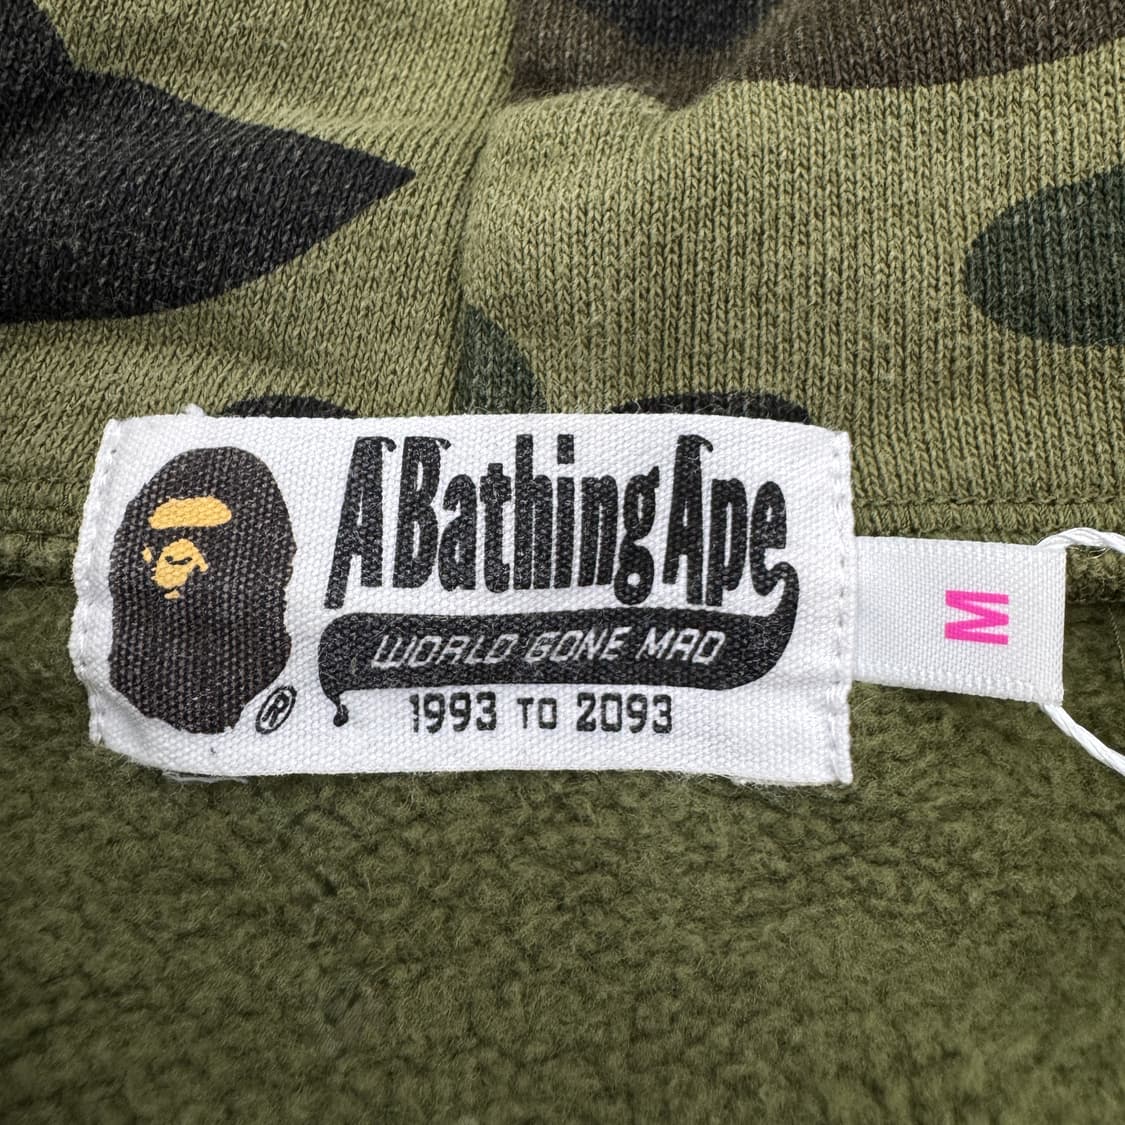 A Bathing Ape
WORLD GONE MAD
1993 TO 2093
®
M